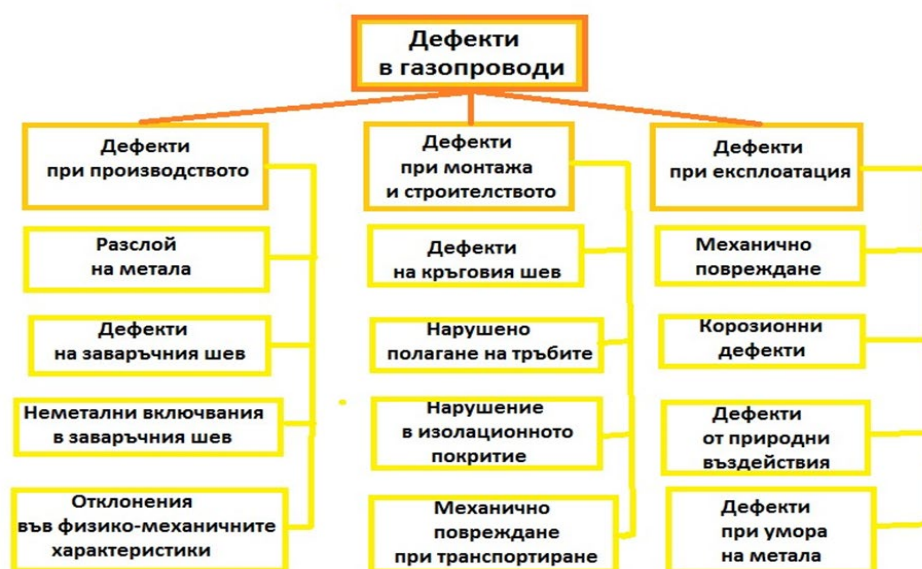 Дефекти
в газопроводи
Дефекти
при производството
Разслой
на метала
Дефекти
на заваръчния шев
Неметални включвания
в заваръчния шев
Отклонения
във физико-механичните
характеристики
Дефекти
при монтажа
и строителството
Дефекти
на кръговия шев
Нарушено
полагане на тръбите
Нарушение
в изолационното
покритие
Механично
повреждане
при транспортиране
Дефекти
при експлоатация
Механично
повреждане
Корозионни
дефекти
Дефекти
от природни
въздействия
Дефекти
при умора
на метала